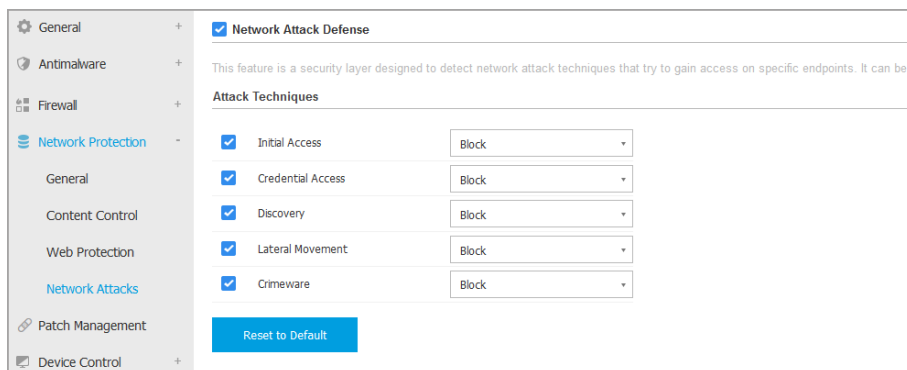 General +
Antimalware +
Firewall +
Network Protection -
General
Content Control
Web Protection
Network Attacks
Patch Management
Device Control +
Network Attack Defense
This feature is a security layer designed to detect network attack techniques that try to gain access on specific endpoints. It can be
Attack Techniques
Initial Access Block
Credential Access Block
Discovery Block
Lateral Movement Block
Crimeware Block
Reset to Default